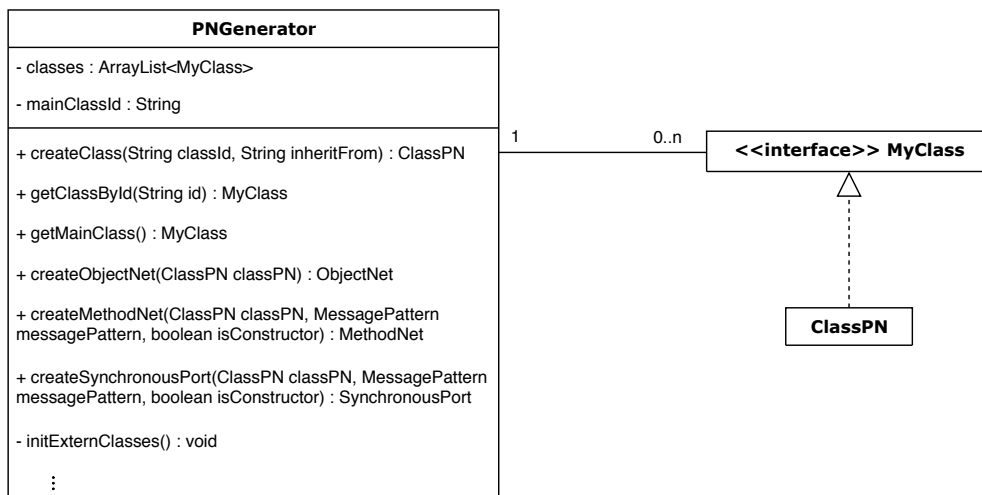 PNGenerator
- classes : ArrayList<MyClass>
- mainClassId : String
+ createClass(String classId, String inheritFrom) : ClassPN
+ getClassById(String id) : MyClass
+ getMainClass() : MyClass
+ createObjectNet(ClassPN classPN) : ObjectNet
+ createMethodNet(ClassPN classPN, MessagePattern
messagePattern, boolean isConstructor) : MethodNet
+ createSynchronousPort(ClassPN classPN, MessagePattern
messagePattern, boolean isConstructor) : SynchronousPort
- initExternClasses() : void
⋮
1
0..n
<<interface>> MyClass
ClassPN